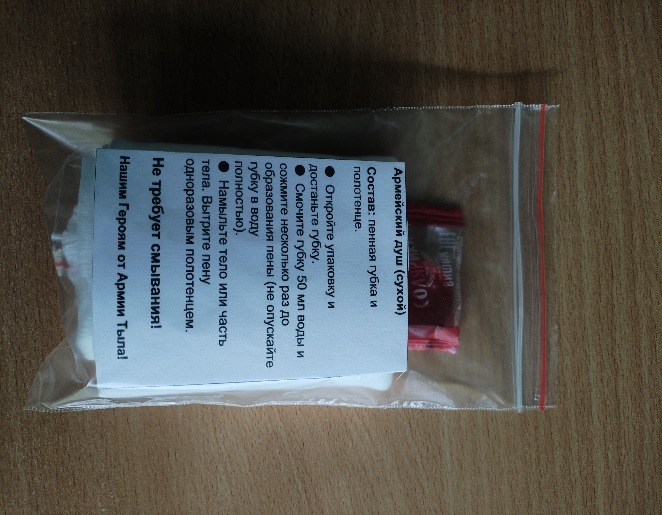 Армейский душ (сухой)
Состав: пенная губка и
полотенце.
● Откройте упаковку и
достаньте губку.
● Смочите губку 50 мл воды и
сожмите несколько раз до
образования пены (не опускайте
губку в воду
полностью).
● Намыльте тело или часть
тела. Вытрите пену
одноразовым полотенцем.
Не требует смывания!
Нашим Героям от Армии Тыла!